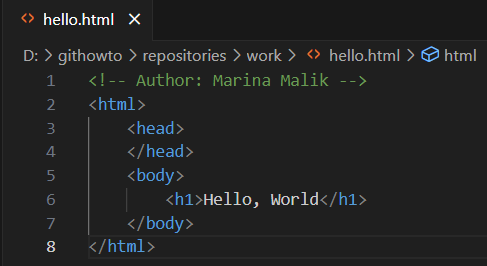 hello.html ×
D: > githowto > repositories > work > hello.html > html
1 <!-- Author: Marina Malik -->
2 <html>
3     <head>
4     </head>
5     <body>
6         <h1>Hello, World</h1>
7     </body>
8 </html>